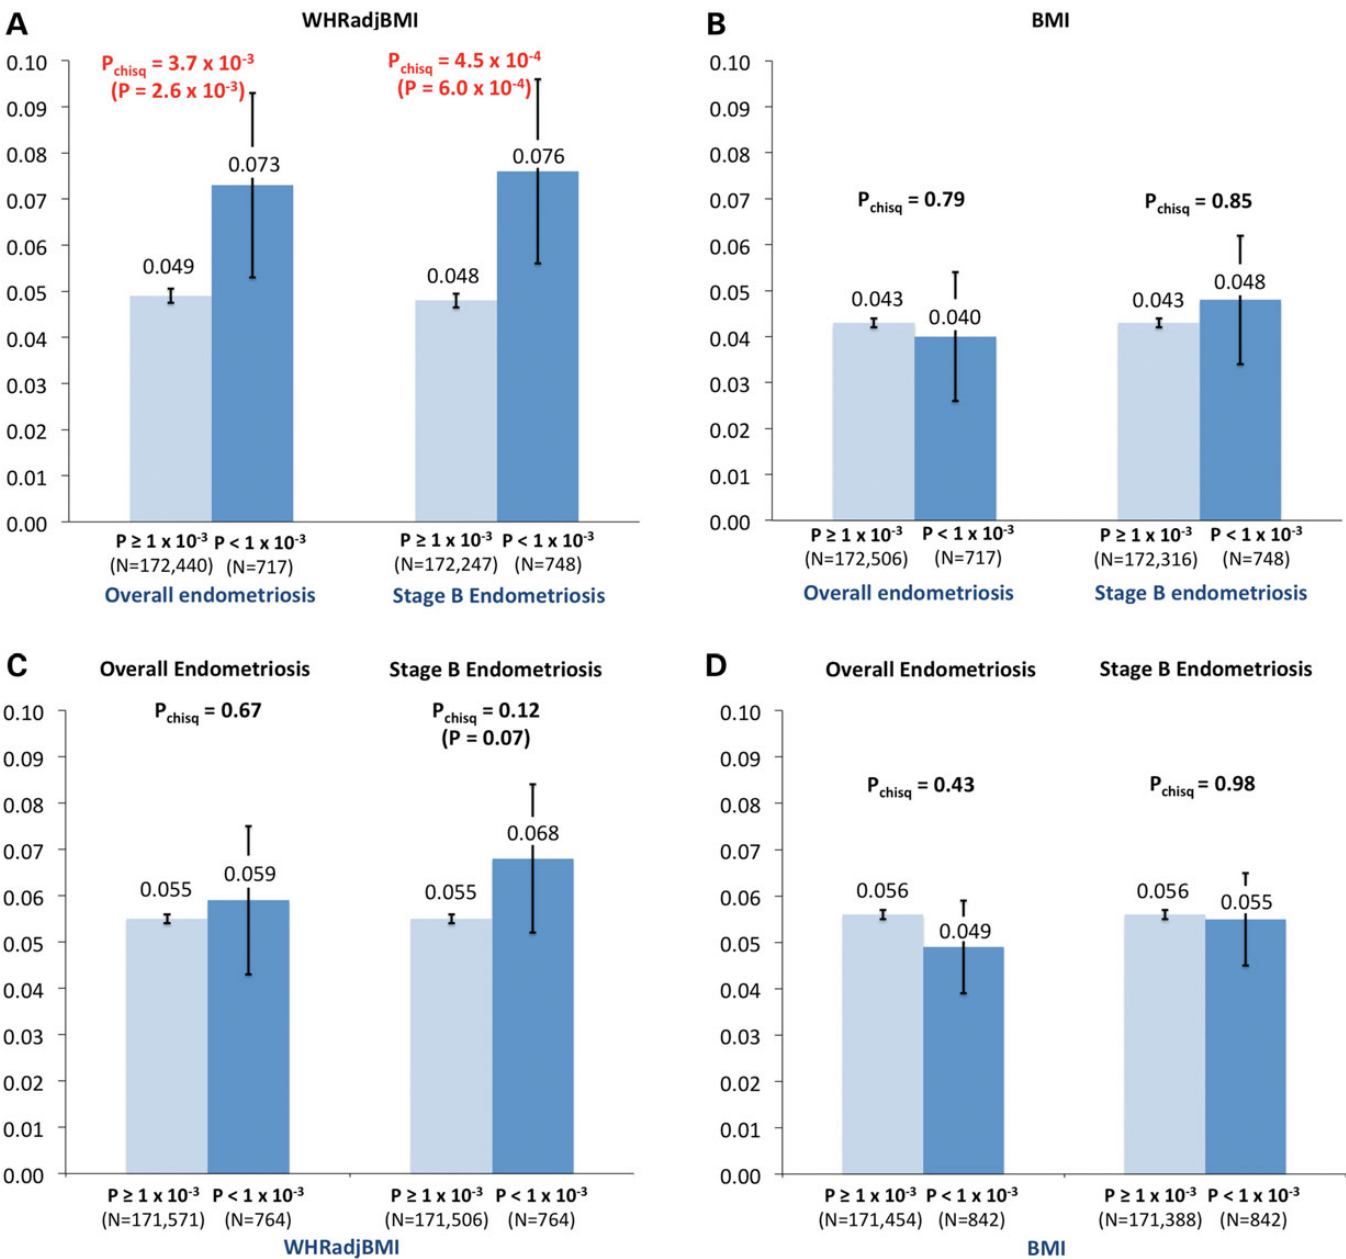 A
WHRadjBMI
P_chisq = 3.7 x 10⁻³
(P = 2.6 x 10⁻³)
P_chisq = 4.5 x 10⁻⁴
(P = 6.0 x 10⁻⁴)
0.10
0.09
0.08
0.07
0.06
0.05
0.04
0.03
0.02
0.01
0.00
0.049
0.073
0.048
0.076
P ≥ 1 x 10⁻³ P < 1 x 10⁻³
(N=172,440) (N=717)
Overall endometriosis
P ≥ 1 x 10⁻³ P < 1 x 10⁻³
(N=172,247) (N=748)
Stage B Endometriosis
B
BMI
0.10
0.09
0.08
0.07
0.06
0.05
0.04
0.03
0.02
0.01
0.00
P_chisq = 0.79
P_chisq = 0.85
0.043
0.040
0.043
0.048
P ≥ 1 x 10⁻³ P < 1 x 10⁻³
(N=172,506) (N=717)
Overall endometriosis
P ≥ 1 x 10⁻³ P < 1 x 10⁻³
(N=172,316) (N=748)
Stage B endometriosis
C
Overall Endometriosis
Stage B Endometriosis
P_chisq = 0.67
P_chisq = 0.12
(P = 0.07)
0.10
0.09
0.08
0.07
0.06
0.05
0.04
0.03
0.02
0.01
0.00
0.055
0.059
0.055
0.068
P ≥ 1 x 10⁻³ P < 1 x 10⁻³
(N=171,571) (N=764)
P ≥ 1 x 10⁻³ P < 1 x 10⁻³
(N=171,506) (N=764)
WHRadjBMI
D
Overall Endometriosis
Stage B Endometriosis
0.10
0.09
0.08
0.07
0.06
0.05
0.04
0.03
0.02
0.01
0.00
P_chisq = 0.43
P_chisq = 0.98
0.056
0.049
0.056
0.055
P ≥ 1 x 10⁻³ P < 1 x 10⁻³
(N=171,454) (N=842)
P ≥ 1 x 10⁻³ P < 1 x 10⁻³
(N=171,388) (N=842)
BMI